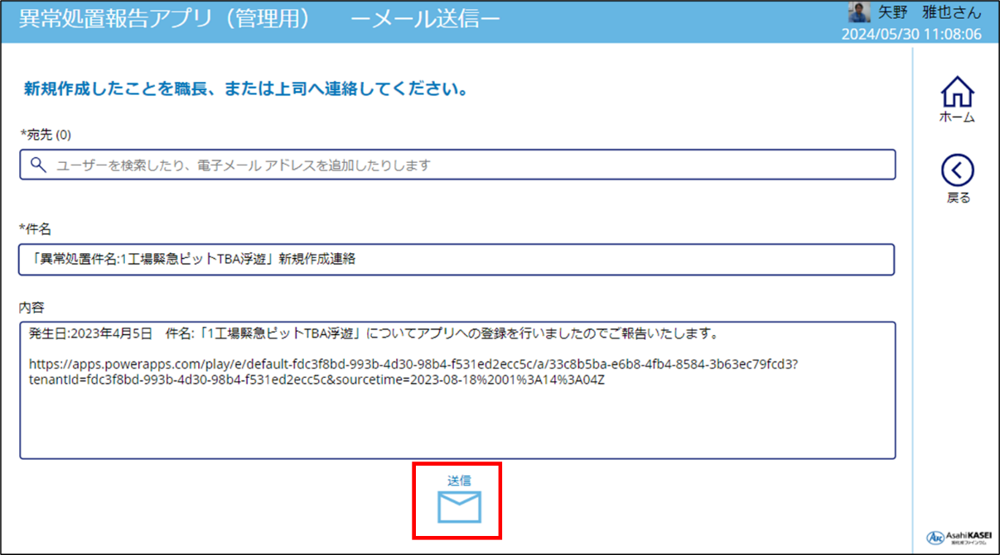 異常処置報告アプリ（管理用）　ーメール送信ー
矢野　雅也さん
2024/05/30 11:08:06
新規作成したことを職長、または上司へ連絡してください。
ホーム
*宛先 (0)
ユーザーを検索したり、電子メール アドレスを追加したりします
戻る
*件名
「異常処置件名:1工場緊急ピットTBA浮遊」新規作成連絡
内容
発生日:2023年4月5日　件名:「1工場緊急ピットTBA浮遊」についてアプリへの登録を行いましたのでご報告いたします。
https://apps.powerapps.com/play/e/default-fdc3f8bd-993b-4d30-98b4-f531ed2ecc5c/a/33c8b5ba-e6b8-4fb4-8584-3b63ec79fcd3?
tenantId=fdc3f8bd-993b-4d30-98b4-f531ed2ecc5c&sourcetime=2023-08-18%2001%3A14%3A04Z
送信
AsahiKASEI
旭化成ファインケム